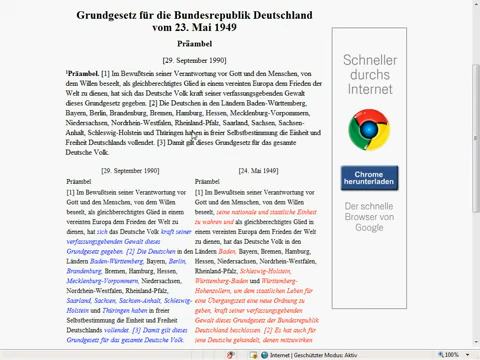 Grundgesetz für die Bundesrepublik Deutschland
vom 23. Mai 1949
Präambel
[29. September 1990]
¹Präambel. [1] Im Bewußtsein seiner Verantwortung vor Gott und den Menschen, von
dem Willen beseelt, als gleichberechtigtes Glied in einem vereinten Europa dem Frieden der
Welt zu dienen, hat sich das Deutsche Volk kraft seiner verfassungsgebenden Gewalt
dieses Grundgesetz gegeben. [2] Die Deutschen in den Ländern Baden-Württemberg,
Bayern, Berlin, Brandenburg, Bremen, Hamburg, Hessen, Mecklenburg-Vorpommern,
Niedersachsen, Nordrhein-Westfalen, Rheinland-Pfalz, Saarland, Sachsen, Sachsen-
Anhalt, Schleswig-Holstein und Thüringen haben in freier Selbstbestimmung die Einheit und
Freiheit Deutschlands vollendet. [3] Damit gilt dieses Grundgesetz für das gesamte
Deutsche Volk.
[29. September 1990]
Präambel
[1] Im Bewußtsein seiner Verantwortung
vor Gott und den Menschen, vom dem Willen
beseelt, als gleichberechtigtes Glied in einem
vereinten Europa dem Frieden der Welt zu
dienen, hat sich das Deutsche Volk kraft seiner
verfassungsgebenden Gewalt dieses
Grundgesetz gegeben. [2] Die Deutschen in den
Ländern Baden-Württemberg, Bayern, Berlin,
Brandenburg, Bremen, Hamburg, Hessen,
Mecklenburg-Vorpommern, Niedersachsen,
Nordrhein-Westfalen, Rheinland-Pfalz,
Saarland, Sachsen, Sachsen-Anhalt, Schleswig-
Holstein und Thüringen haben in freier
Selbstbestimmung die Einheit und Freiheit
Deutschlands vollendet. [3] Damit gilt dieses
Grundgesetz für das gesamte Deutsche Volk.
[24. Mai 1949]
Präambel
[1] Im Bewußtsein seiner Verantwortung vor
Gott und den Menschen, von dem Willen
beseelt, seine nationale und staatliche Einheit
zu wahren und als gleichberechtigtes Glied in
einem vereinten Europa dem Frieden der Welt
zu dienen, hat das Deutsche Volk in den
Ländern Baden, Bayern, Bremen, Hamburg,
Hessen, Niedersachsen, Nordrhein-Westfalen,
Rheinland-Pfalz, Schleswig-Holstein,
Württemberg-Baden und Württemberg-
Hohenzollern, um dem staatlichen Leben für
eine Übergangszeit eine neue Ordnung zu
geben, kraft seiner verfassungsgebenden
Gewalt dieses Grundgesetz der Bundesrepublik
Deutschland beschlossen. [2] Es hat auch für
jene Deutsche gehandelt, denen mitzuwirken
Schneller
durchs
Internet
Chrome
herunterladen
Der schnelle
Browser von
Google
Internet | Geschützter Modus: Aktiv
100%